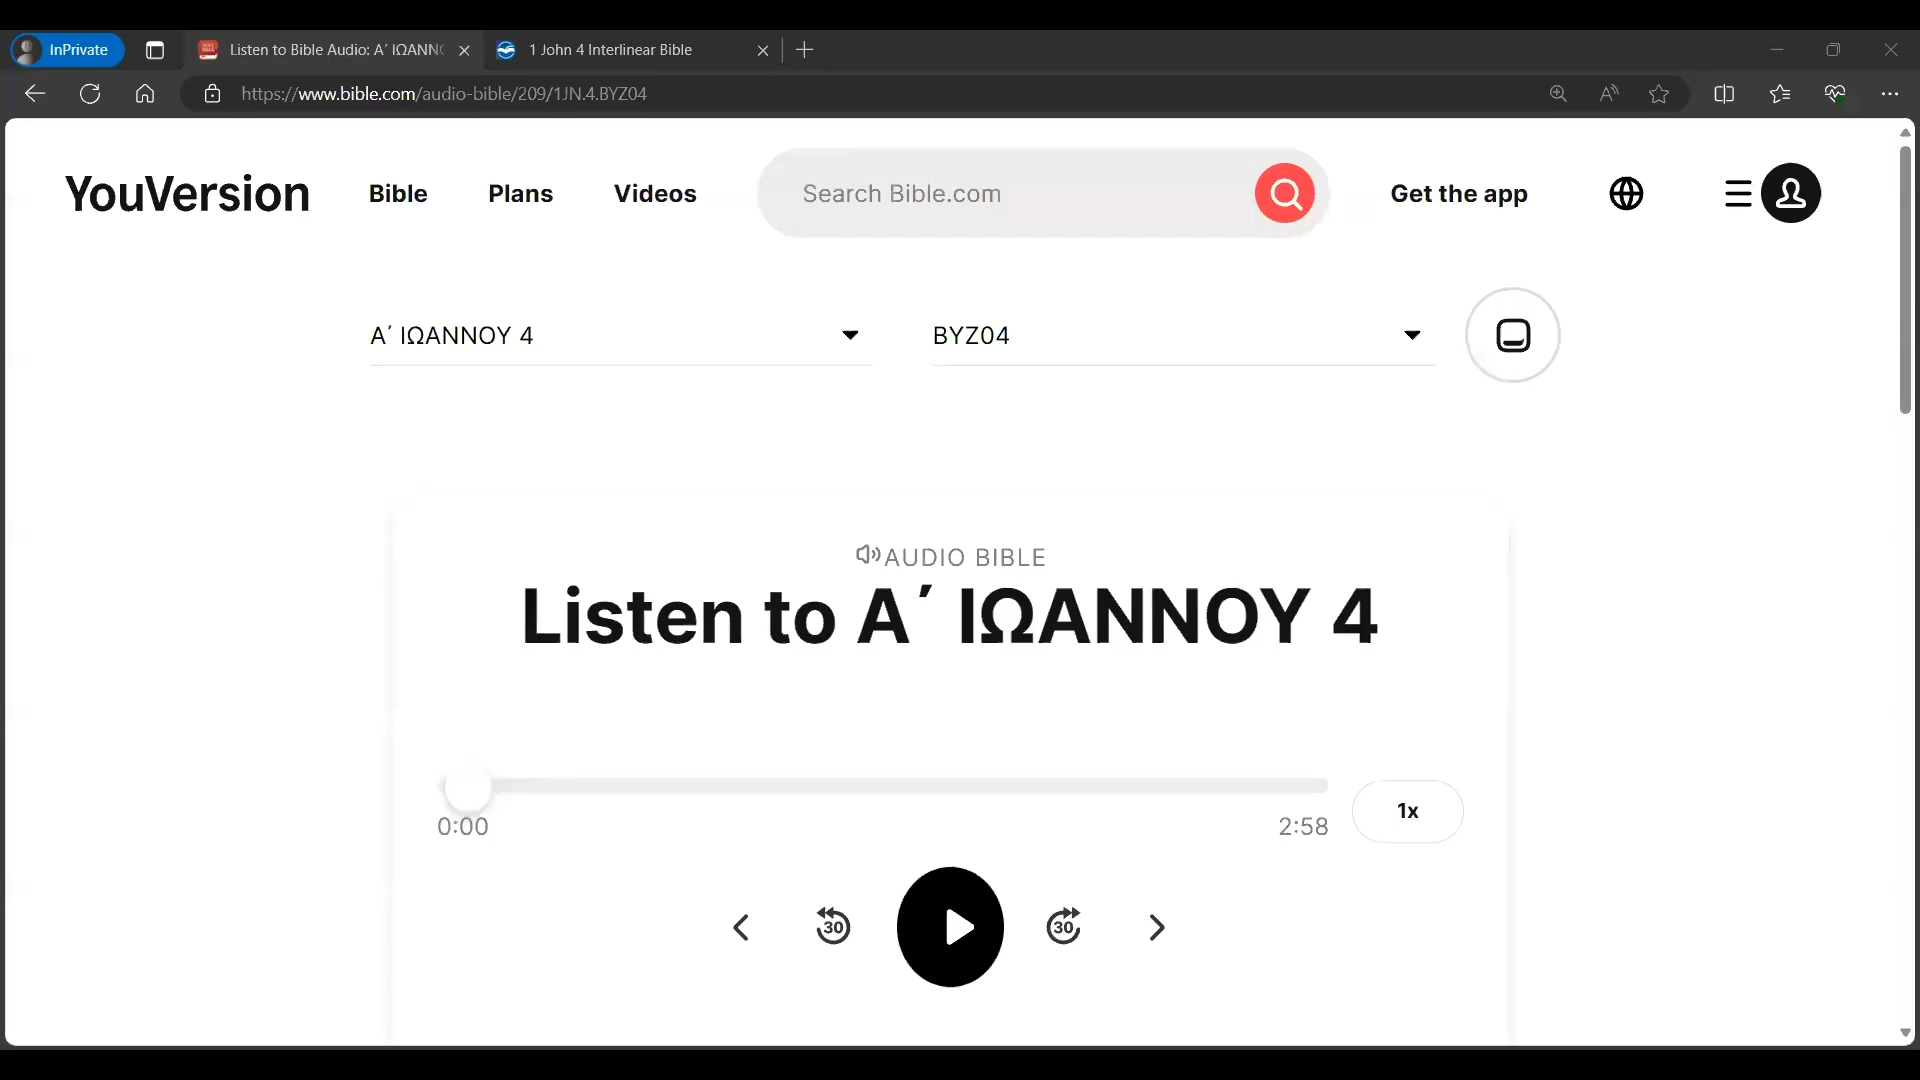 InPrivate
Listen to Bible Audio: Α΄ ΙΩΑΝΝΟ
1 John 4 Interlinear Bible
https://www.bible.com/audio-bible/209/1JN.4.BYZ04
YouVersion
Bible
Plans
Videos
Search Bible.com
Get the app
Α΄ ΙΩΑΝΝΟΥ 4
BYZ04
AUDIO BIBLE
Listen to Α΄ ΙΩΑΝΝΟΥ 4
0:00
2:58
1x
30
30